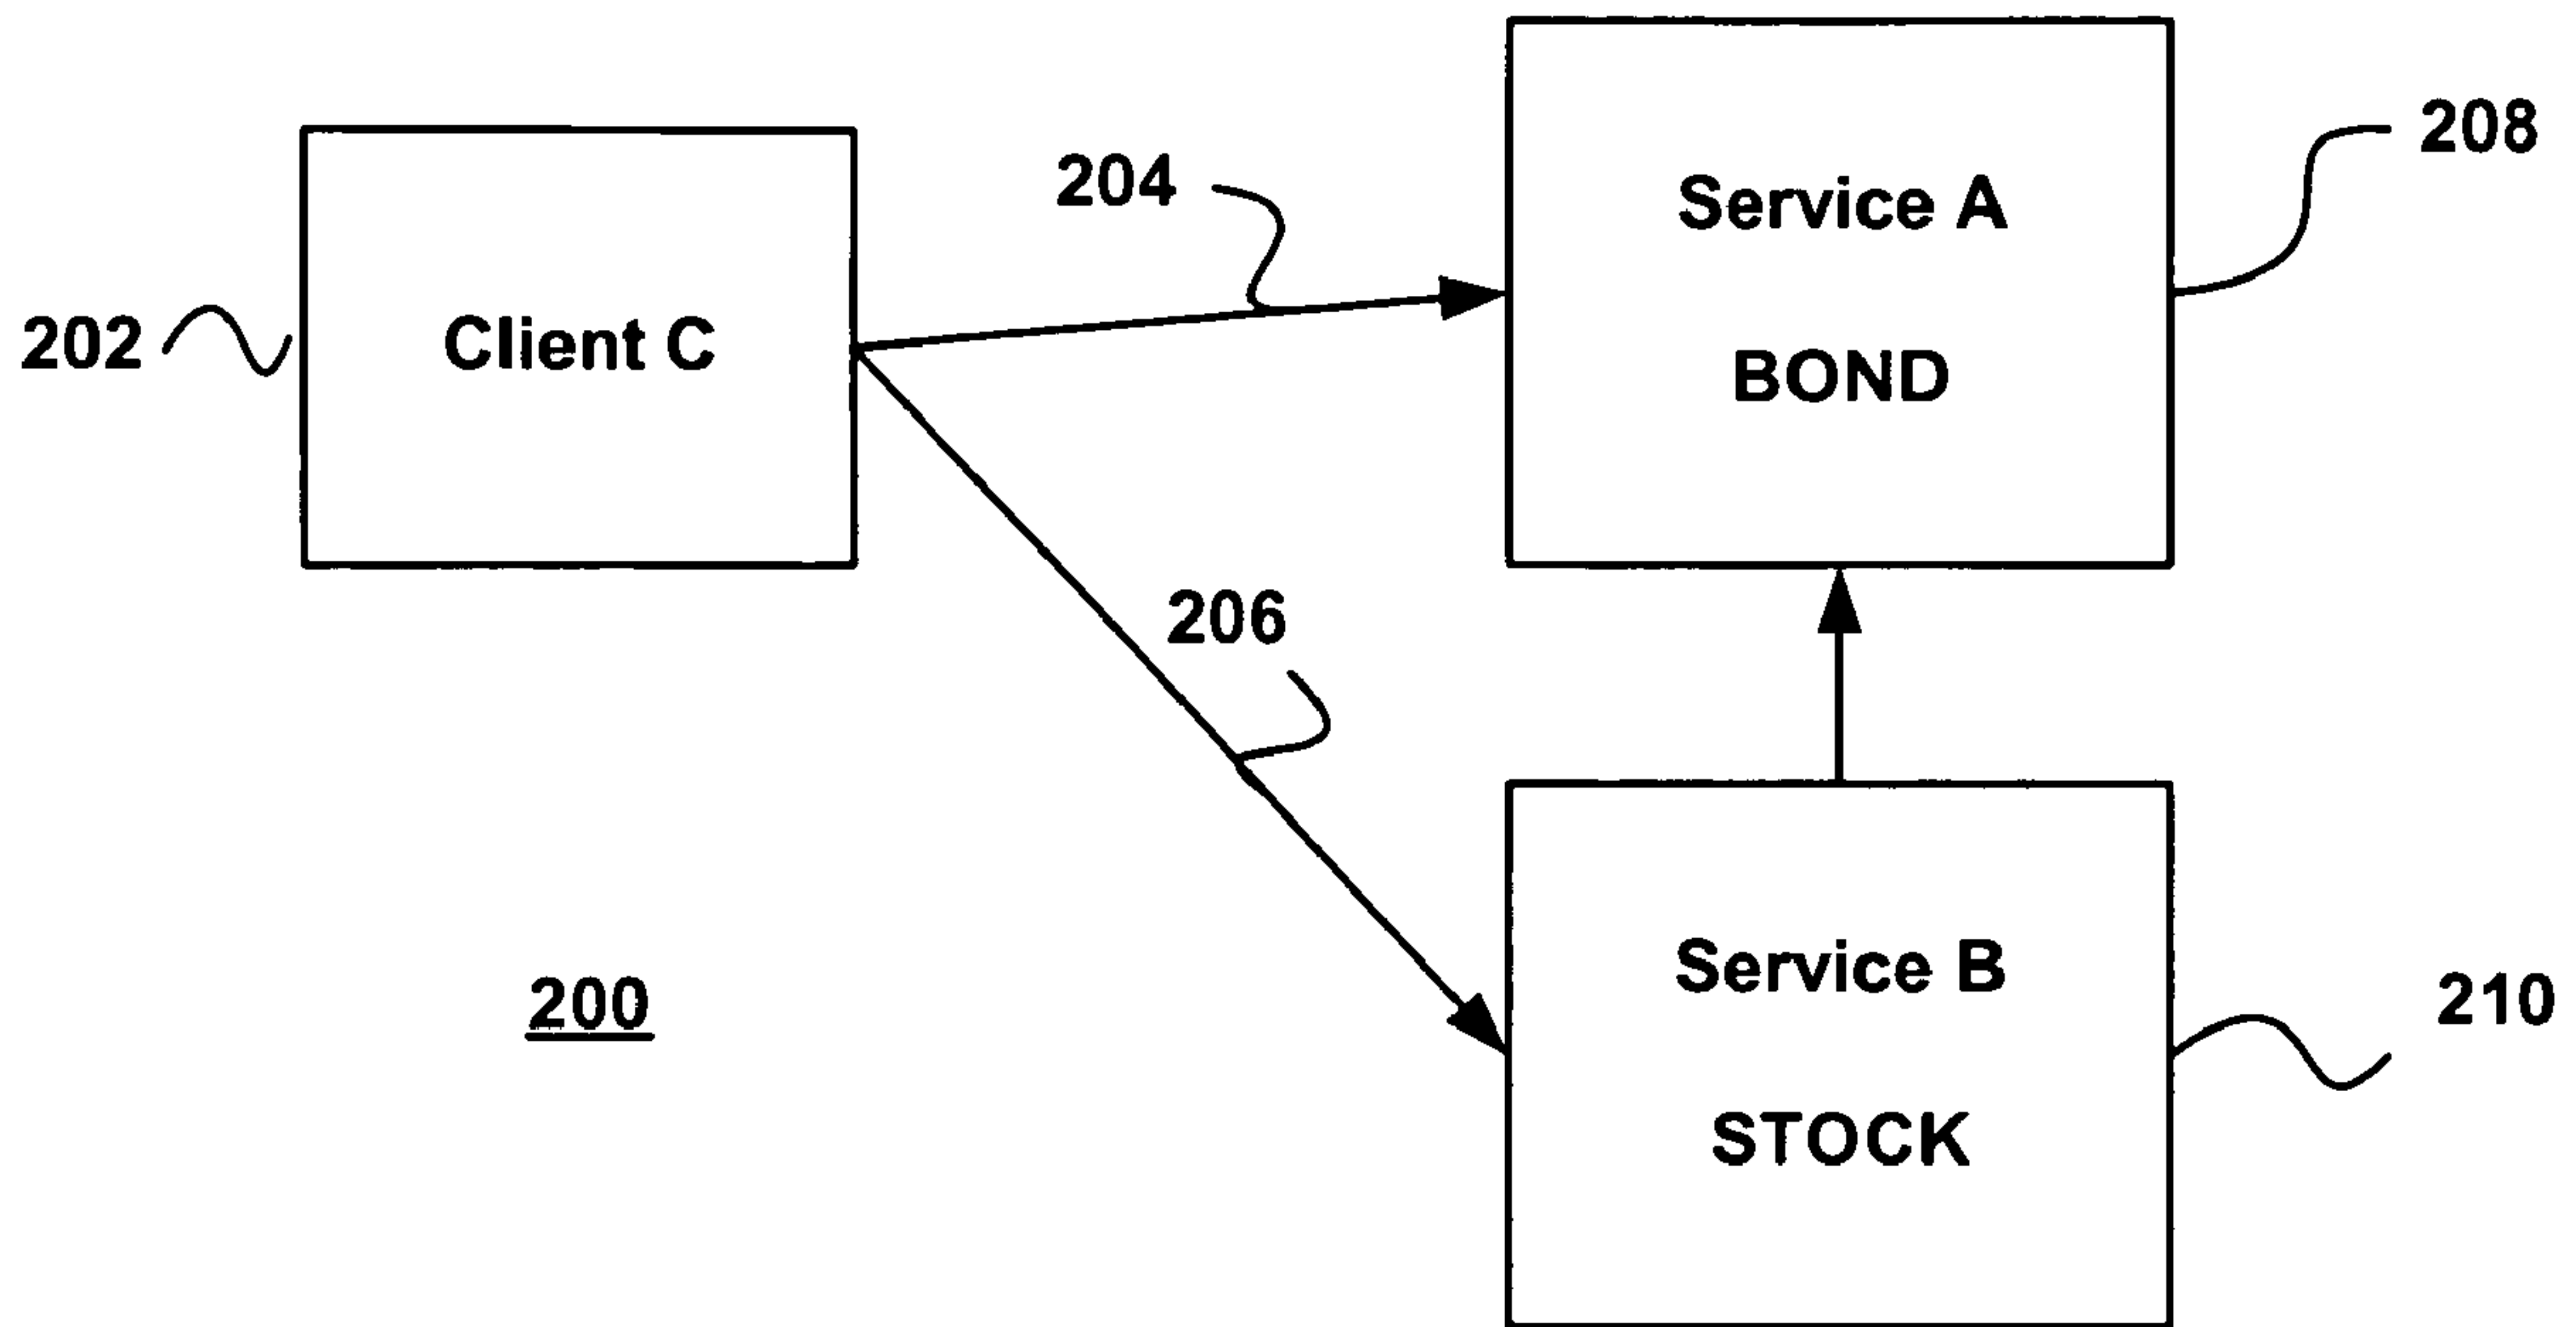 208
204
Service A
202
Client C
BOND
206
Service B
200
210
STOCK